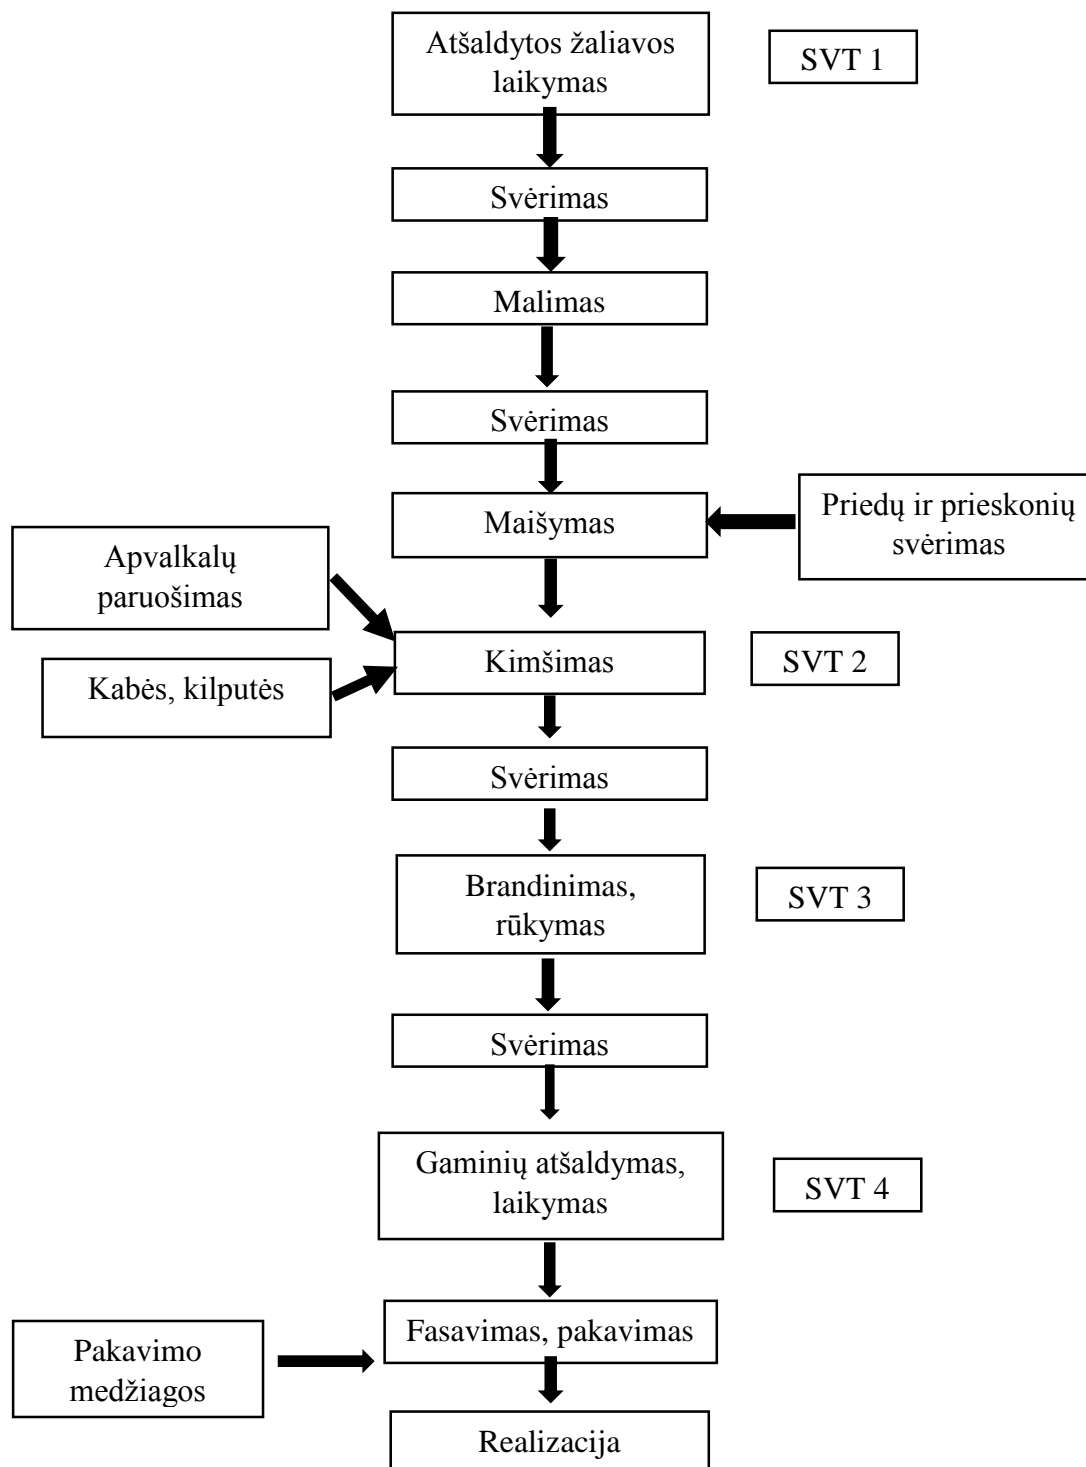 Atšaldytos žaliavos
laikymas
SVT 1
Svėrimas
Malimas
Svėrimas
Maišymas
Priedų ir prieskonių
svėrimas
Apvalkalų
paruošimas
Kimšimas
SVT 2
Kabės, kilputės
Svėrimas
Brandinimas,
rūkymas
SVT 3
Svėrimas
Gaminių atšaldymas,
laikymas
SVT 4
Fasavimas, pakavimas
Pakavimo
medžiagos
Realizacija